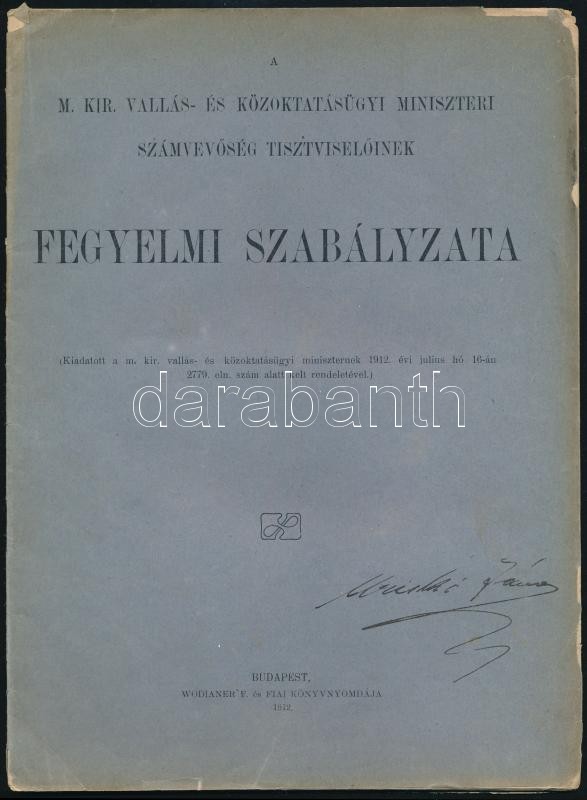 A
M. KIR. VALLÁS- ÉS KÖZOKTATÁSÜGYI MINISZTERI
SZÁMVEVŐSÉG TISZTVISELŐINEK
FEGYELMI SZABÁLYZATA
(Kiadatott a m. kir. vallás- és közoktatásügyi miniszternek 1912. évi julius hó 16-án
2779. eln. szám alatt kelt rendeletével.)
darabanth
János
BUDAPEST,
WODIANER F. és FIAI KÖNYVNYOMDÁJA
1912.